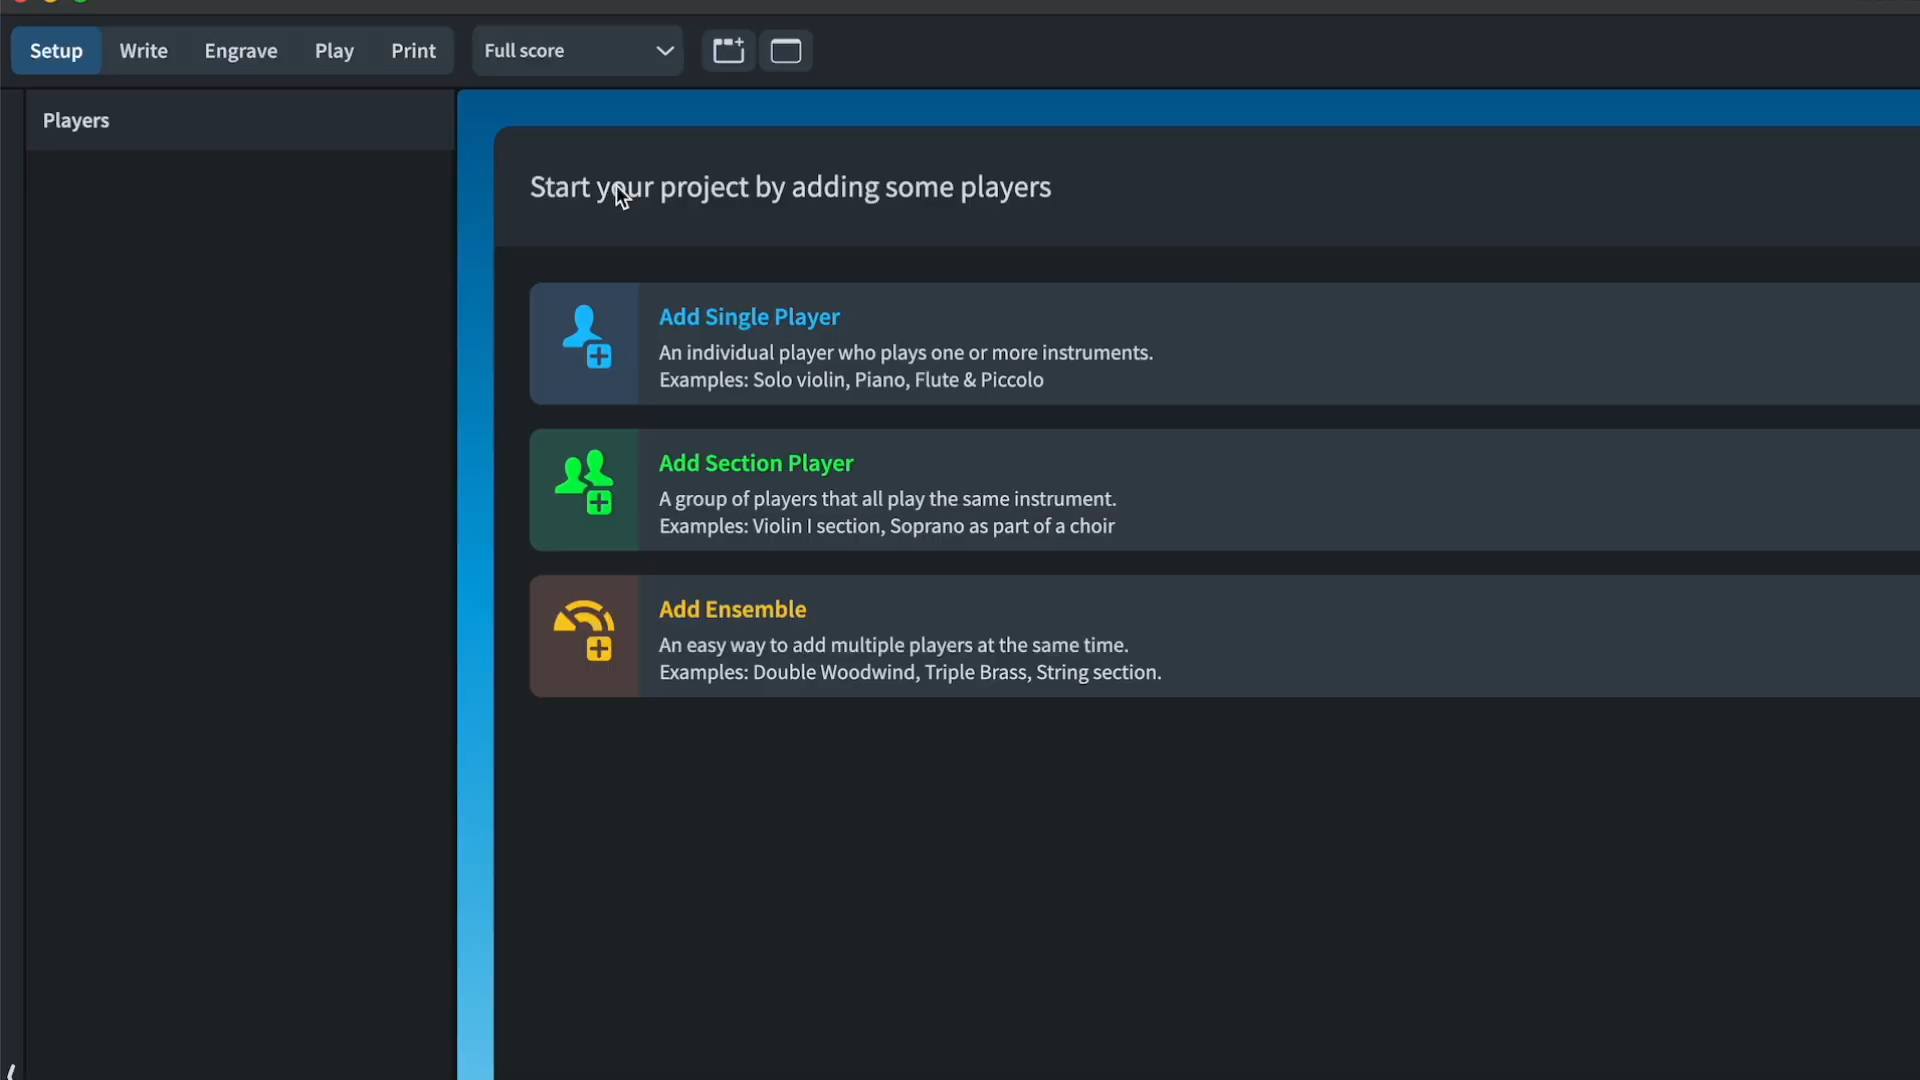 Setup Write Engrave Play Print Full score
Players
Start your project by adding some players
Add Single Player
An individual player who plays one or more instruments.
Examples: Solo violin, Piano, Flute & Piccolo
Add Section Player
A group of players that all play the same instrument.
Examples: Violin I section, Soprano as part of a choir
Add Ensemble
An easy way to add multiple players at the same time.
Examples: Double Woodwind, Triple Brass, String section.